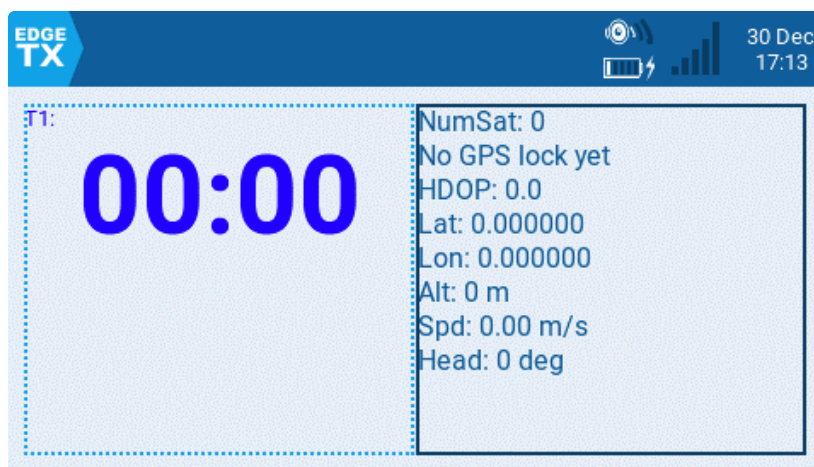 EDGE
TX
30 Dec
17:13
T1:
00:00
NumSat: 0
No GPS lock yet
HDOP: 0.0
Lat: 0.000000
Lon: 0.000000
Alt: 0 m
Spd: 0.00 m/s
Head: 0 deg